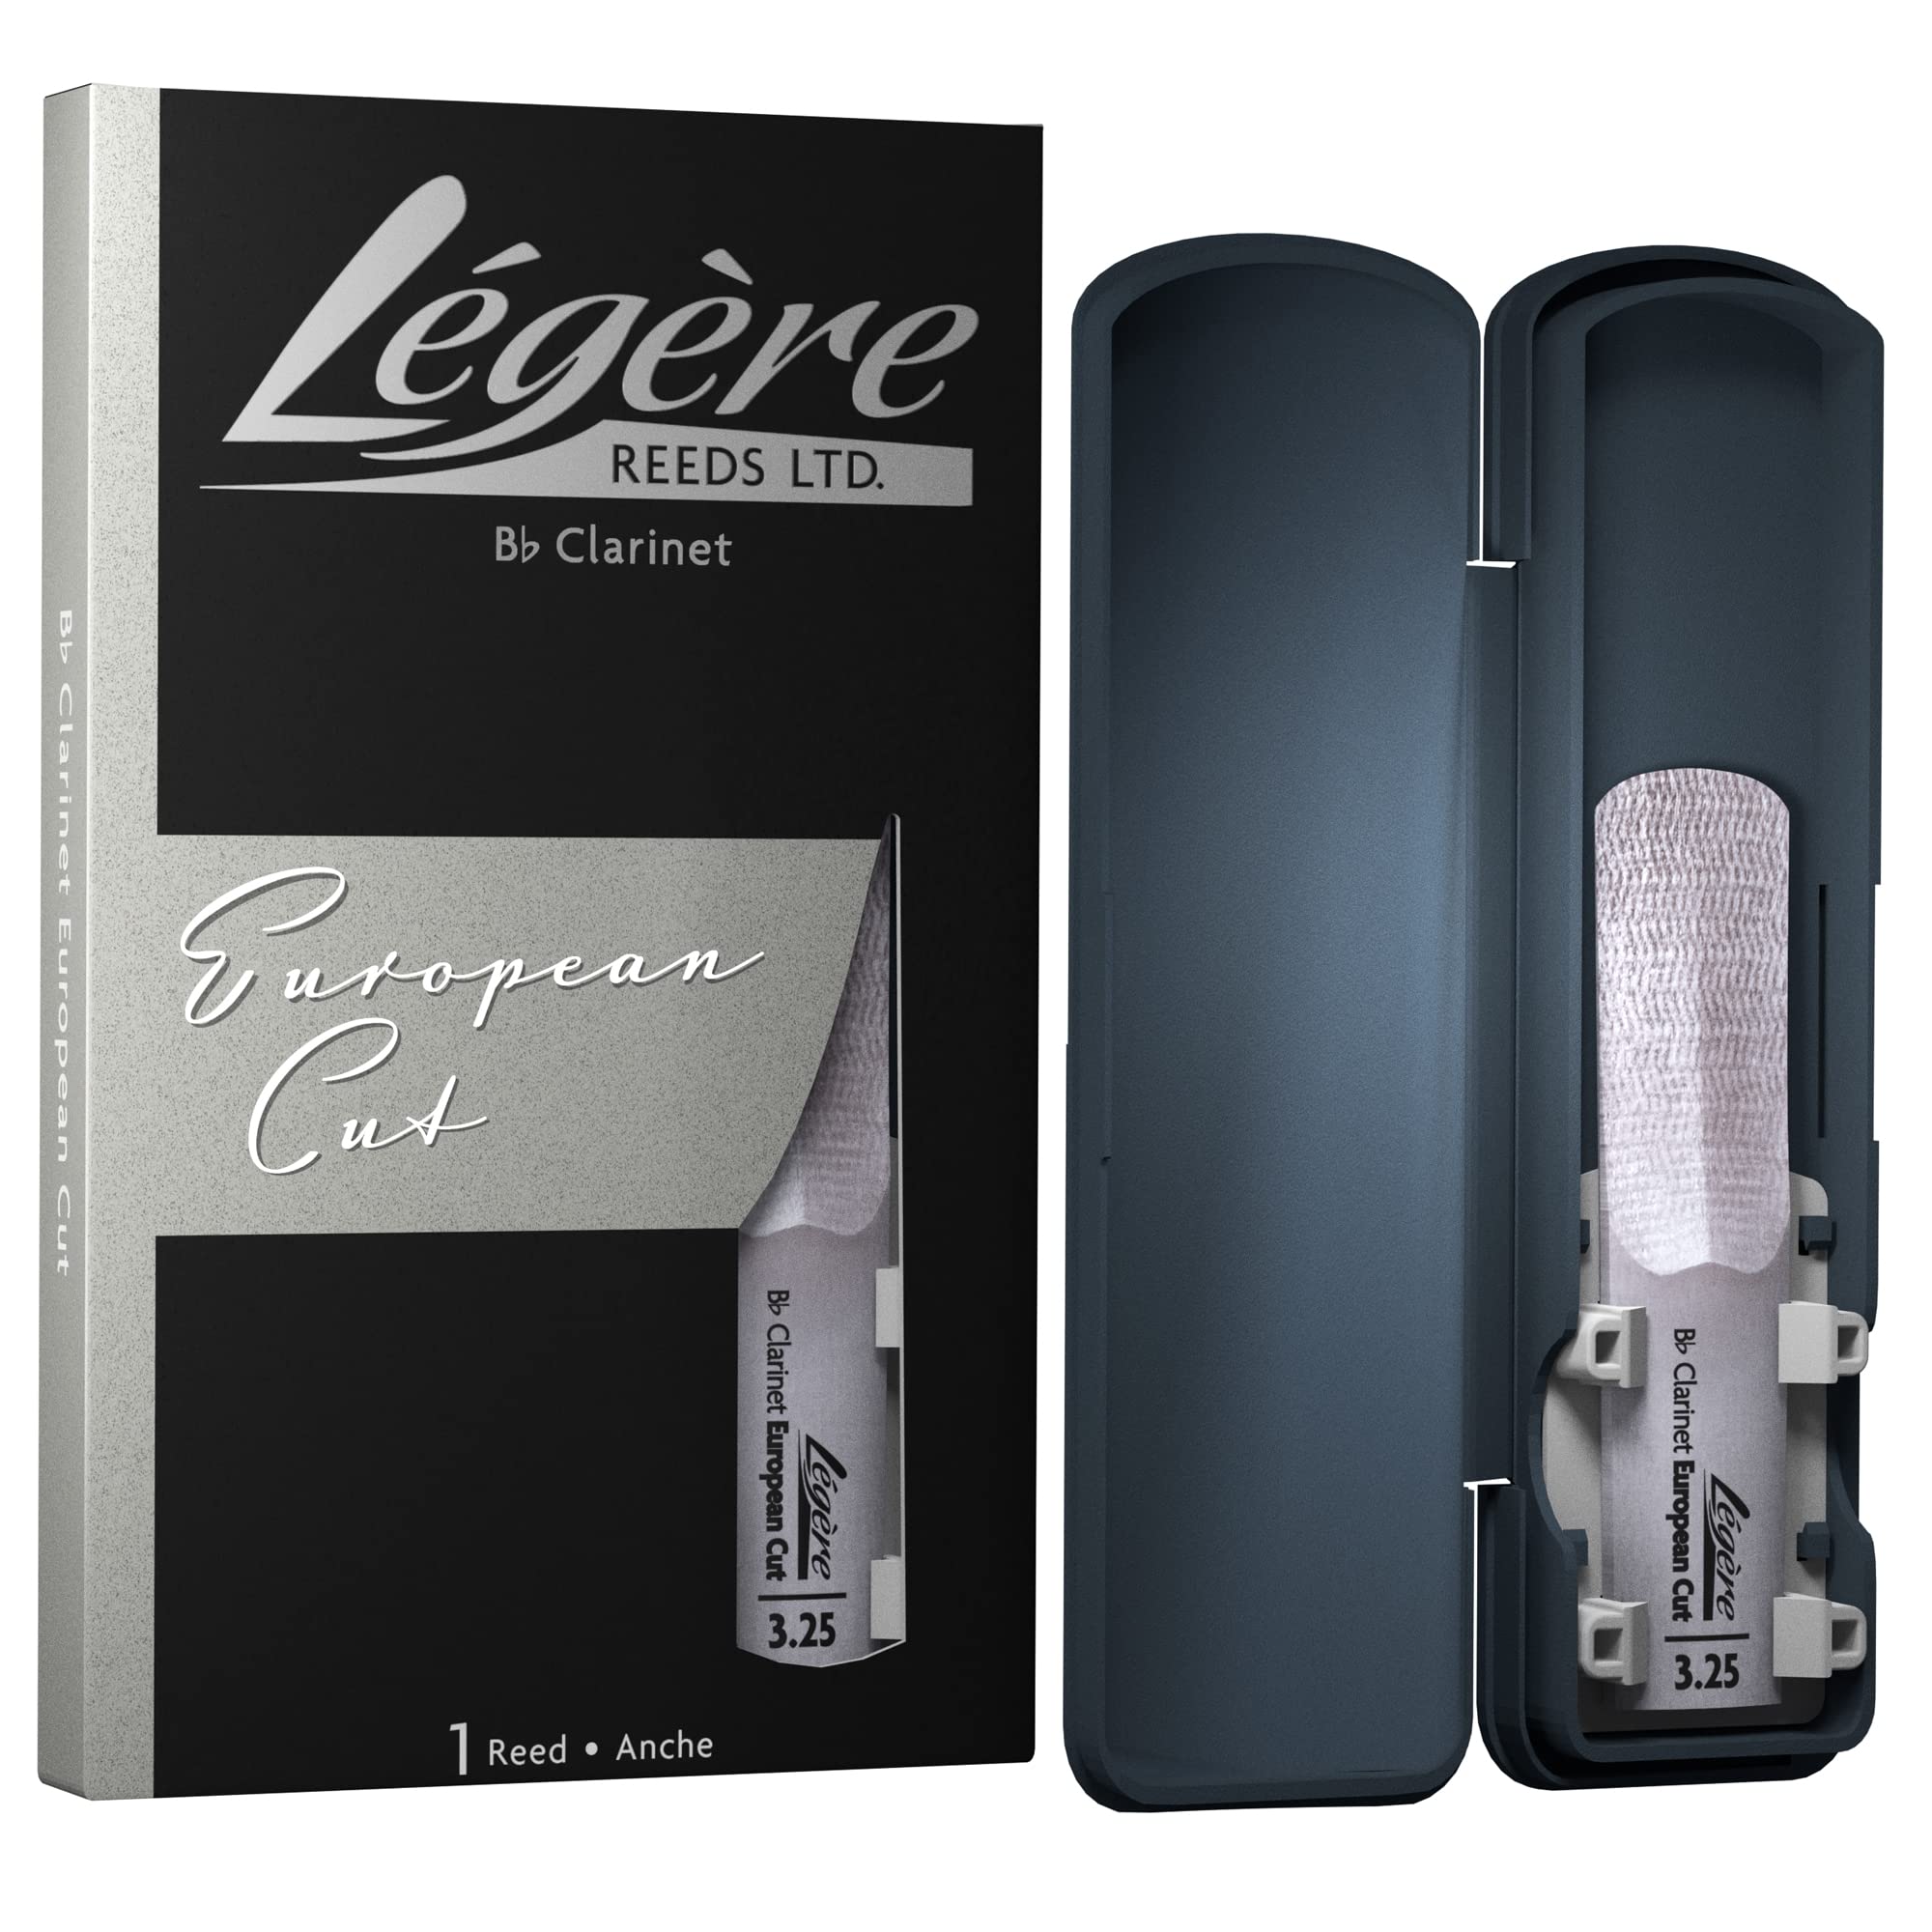 Légère
REEDS LTD.
B♭ Clarinet
European
Cut
B♭ Clarinet European Cut
B♭ Clarinet European Cut
Légère
3.25
1 Reed • Anche
B♭ Clarinet European Cut
Légère
3.25